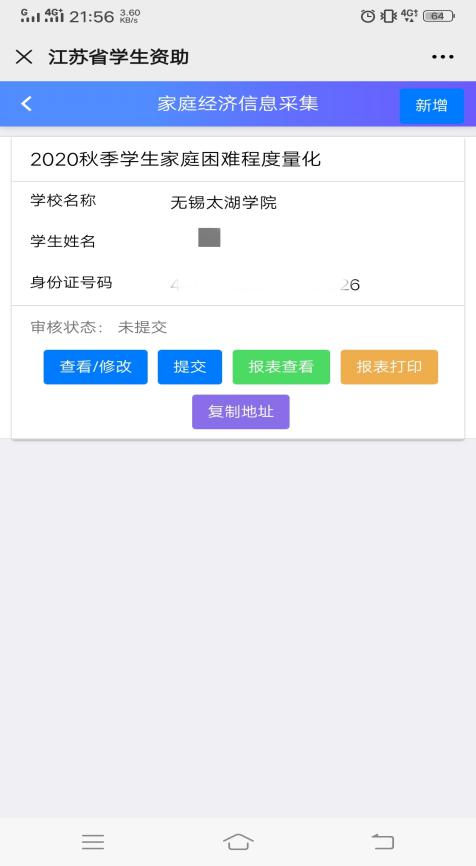 G 4G+ 21:56 3.60 KB/s 4G+ 64
江苏省学生资助
家庭经济信息采集 新增
2020秋季学生家庭困难程度量化
学校名称 无锡太湖学院
学生姓名
身份证号码 4 26
审核状态： 未提交
查看/修改 提交 报表查看 报表打印
复制地址